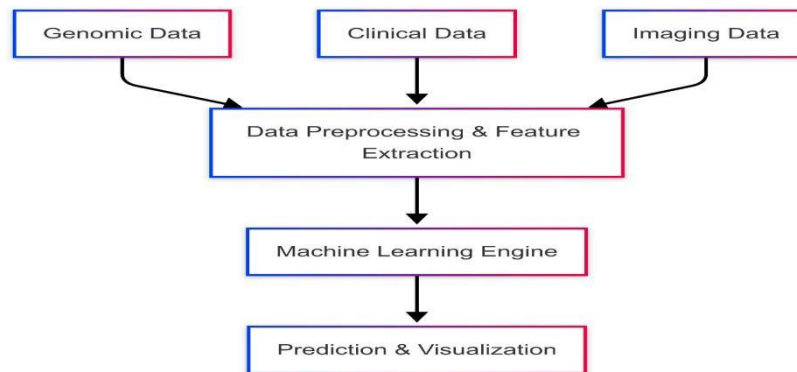 Genomic Data
Clinical Data
Imaging Data
Data Preprocessing & Feature
Extraction
Machine Learning Engine
Prediction & Visualization